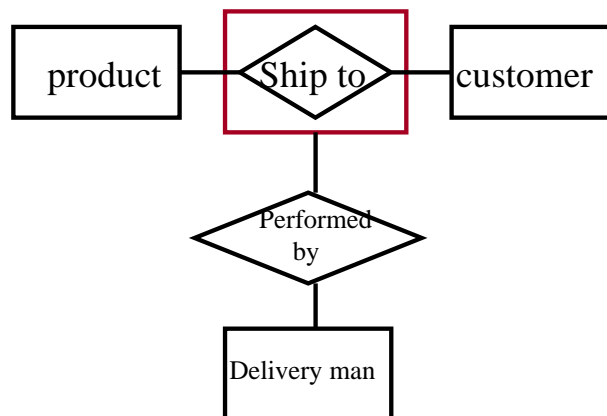 product
Ship to
customer
Performed
by
Delivery man